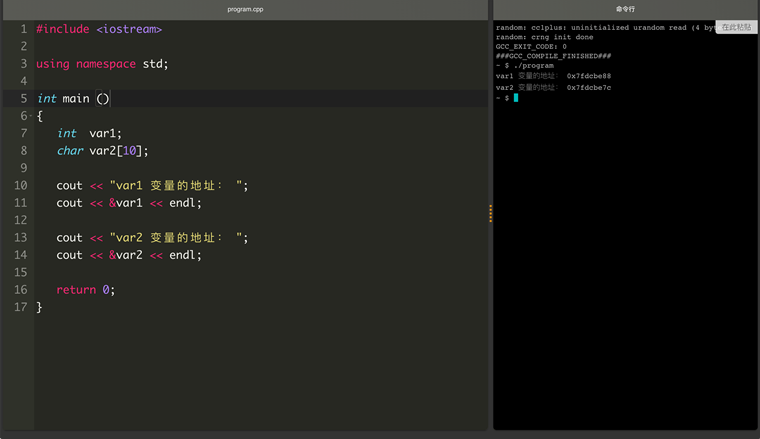 program.cpp
1 #include <iostream>
2
3 using namespace std;
4
5 int main ()
6 {
7 int  var1;
8 char var2[10];
9
10 cout << "var1 变量的地址： ";
11 cout << &var1 << endl;
12
13 cout << "var2 变量的地址： ";
14 cout << &var2 << endl;
15
16 return 0;
17 }
命令行
random: cc1plus: uninitialized urandom read (4 byt
在此粘贴
random: crng init done
GCC_EXIT_CODE: 0
###GCC_COMPILE_FINISHED###
~ $ ./program
var1 变量的地址： 0x7fdcbe88
var2 变量的地址： 0x7fdcbe7c
~ $